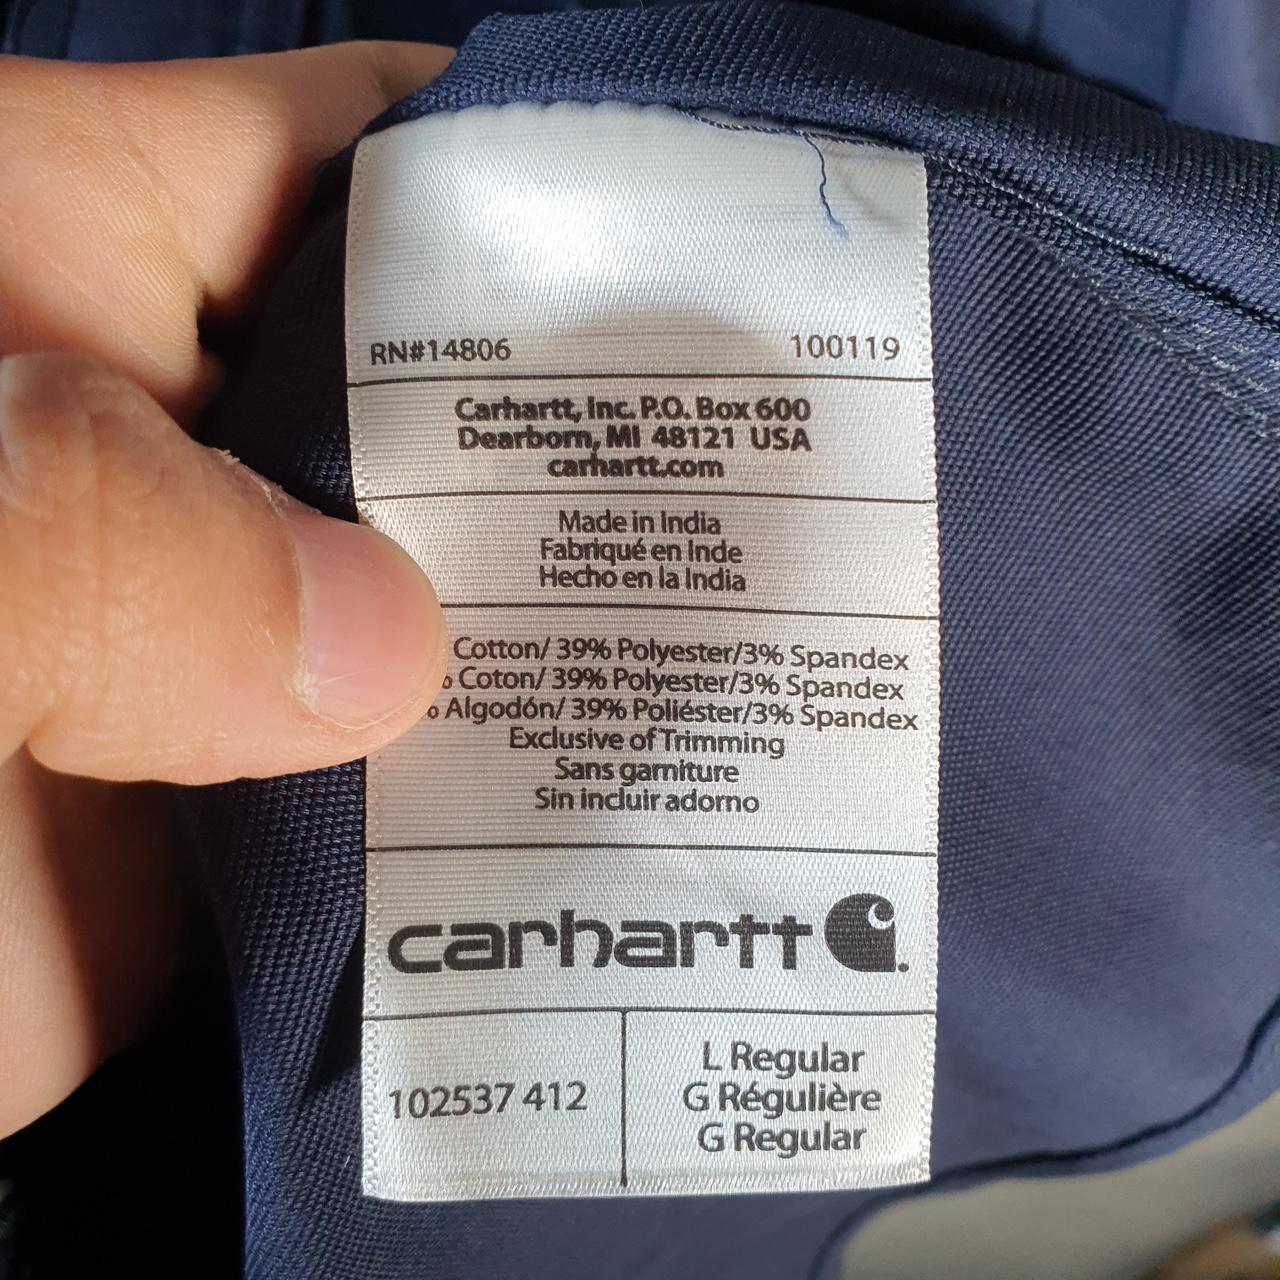 RN#14806 100119
Carhartt, Inc. P.O. Box 600
Dearborn, MI 48121 USA
carhartt.com
Made in India
Fabriqué en Inde
Hecho en la India
Cotton/ 39% Polyester/3% Spandex
% Coton/ 39% Polyester/3% Spandex
% Algodón/ 39% Poliéster/3% Spandex
Exclusive of Trimming
Sans garniture
Sin incluir adorno
carhartt
102537 412
L Regular
G Régulière
G Regular